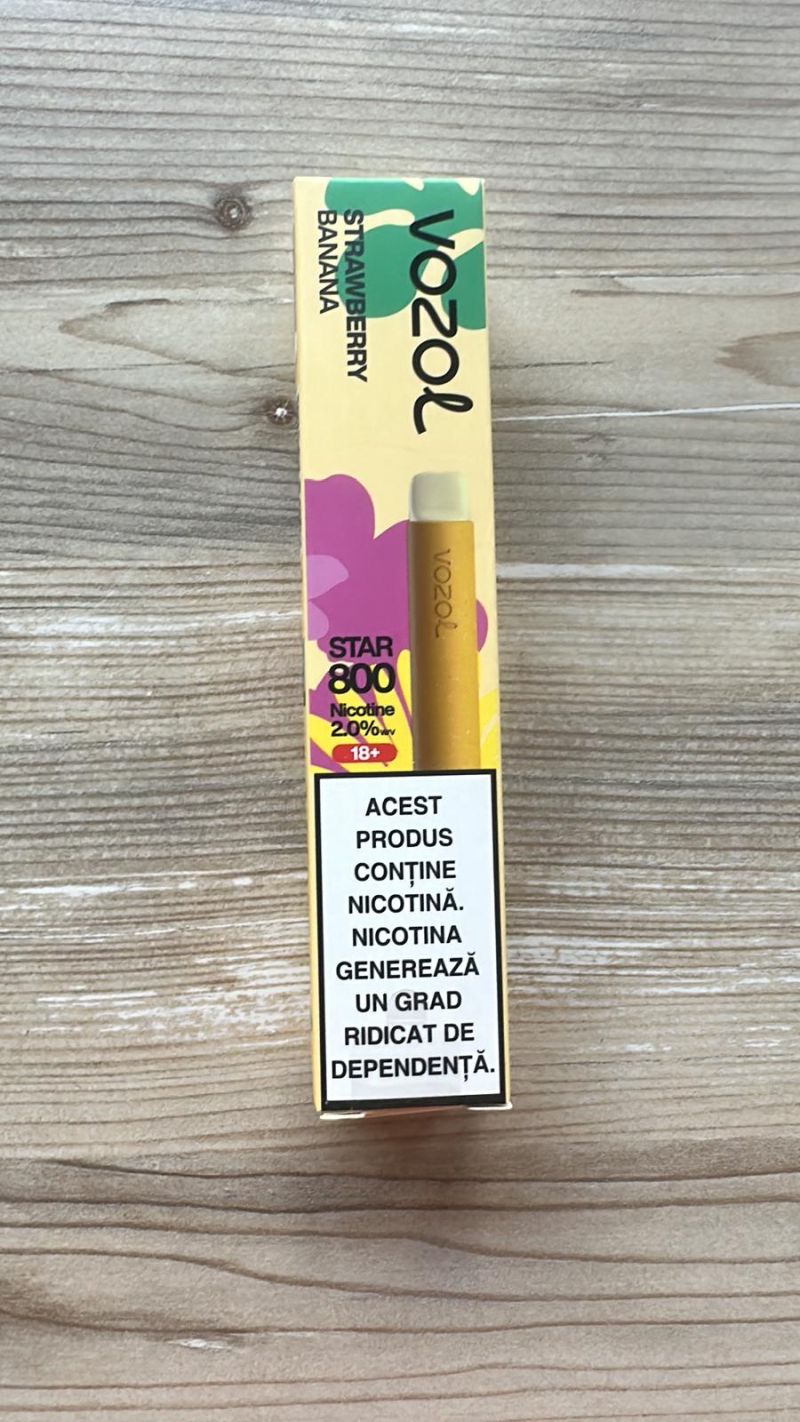 VOZOL
STRAWBERRY
BANANA
VOZOL
STAR
800
Nicotine
2.0%w/v
18+
ACEST
PRODUS
CONȚINE
NICOTINĂ.
NICOTINA
GENEREAZĂ
UN GRAD
RIDICAT DE
DEPENDENȚĂ.